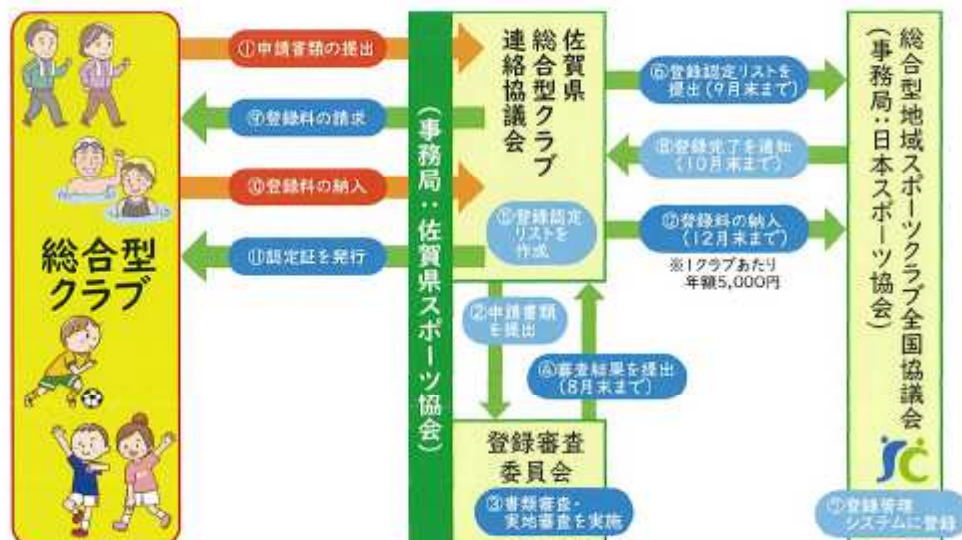 総合型
クラブ
①申請書類の提出
⑨登録料の請求
⑩登録料の納入
⑪認定証を発行
佐賀県
総合型クラブ
連絡協議会
(事務局:佐賀県スポーツ協会)
⑤登録認定
リストを
作成
②申請書類
を提出
④審査結果を提出
(8月末まで)
登録審査
委員会
③書類審査・
実地審査を実施
⑥登録認定リストを
提出(9月末まで)
⑧登録完了を通知
(10月末まで)
⑫登録料の納入
(12月末まで)
※1クラブあたり
年額5,000円
総合型地域スポーツクラブ全国協議会
(事務局:日本スポーツ協会)
⑦登録管理
システムに登録